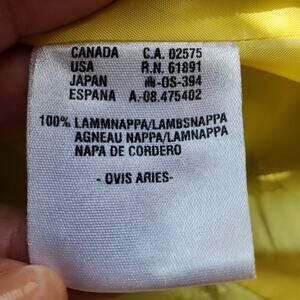 CANADA C.A. 02575
USA R.N. 61891
JAPAN -OS-394
ESPANA A.-08.475402
100% LAMMNAPPA/LAMBSNAPPA
AGNEAU NAPPA/LAMNAPPA
NAPA DE CORDERO
- OVIS ARIES-